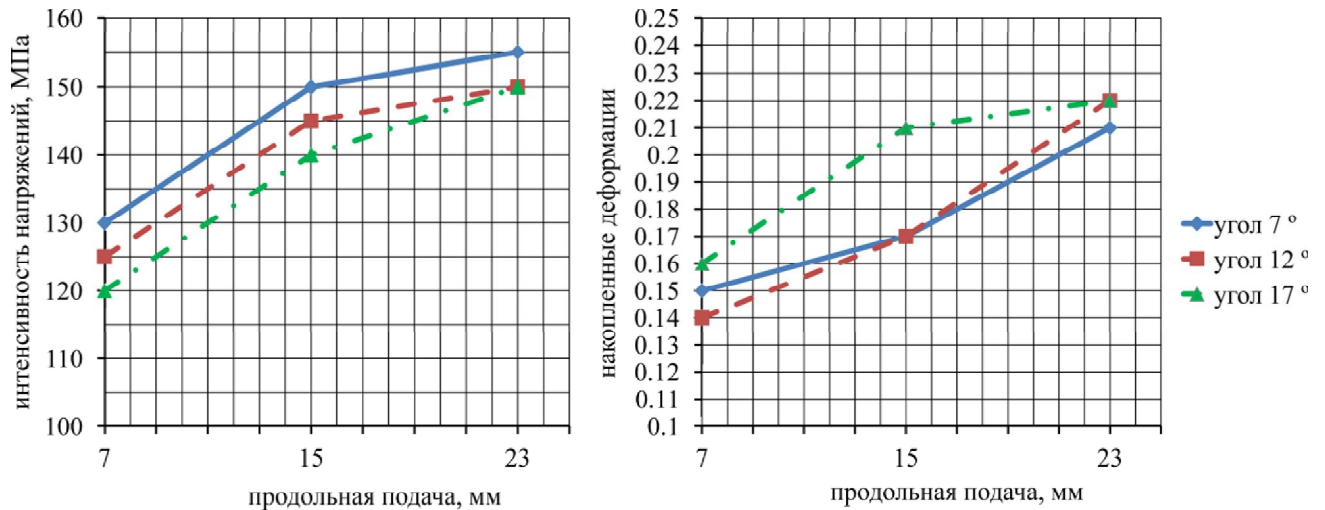 160
150
140
130
120
110
100
интенсивность напряжений, МПа
7 15 23
продольная подача, мм
0.25
0.24
0.23
0.22
0.21
0.2
0.19
0.18
0.17
0.16
0.15
0.14
0.13
0.12
0.11
0.1
накопленные деформации
7 15 23
продольная подача, мм
угол 7 º
угол 12 º
угол 17 º